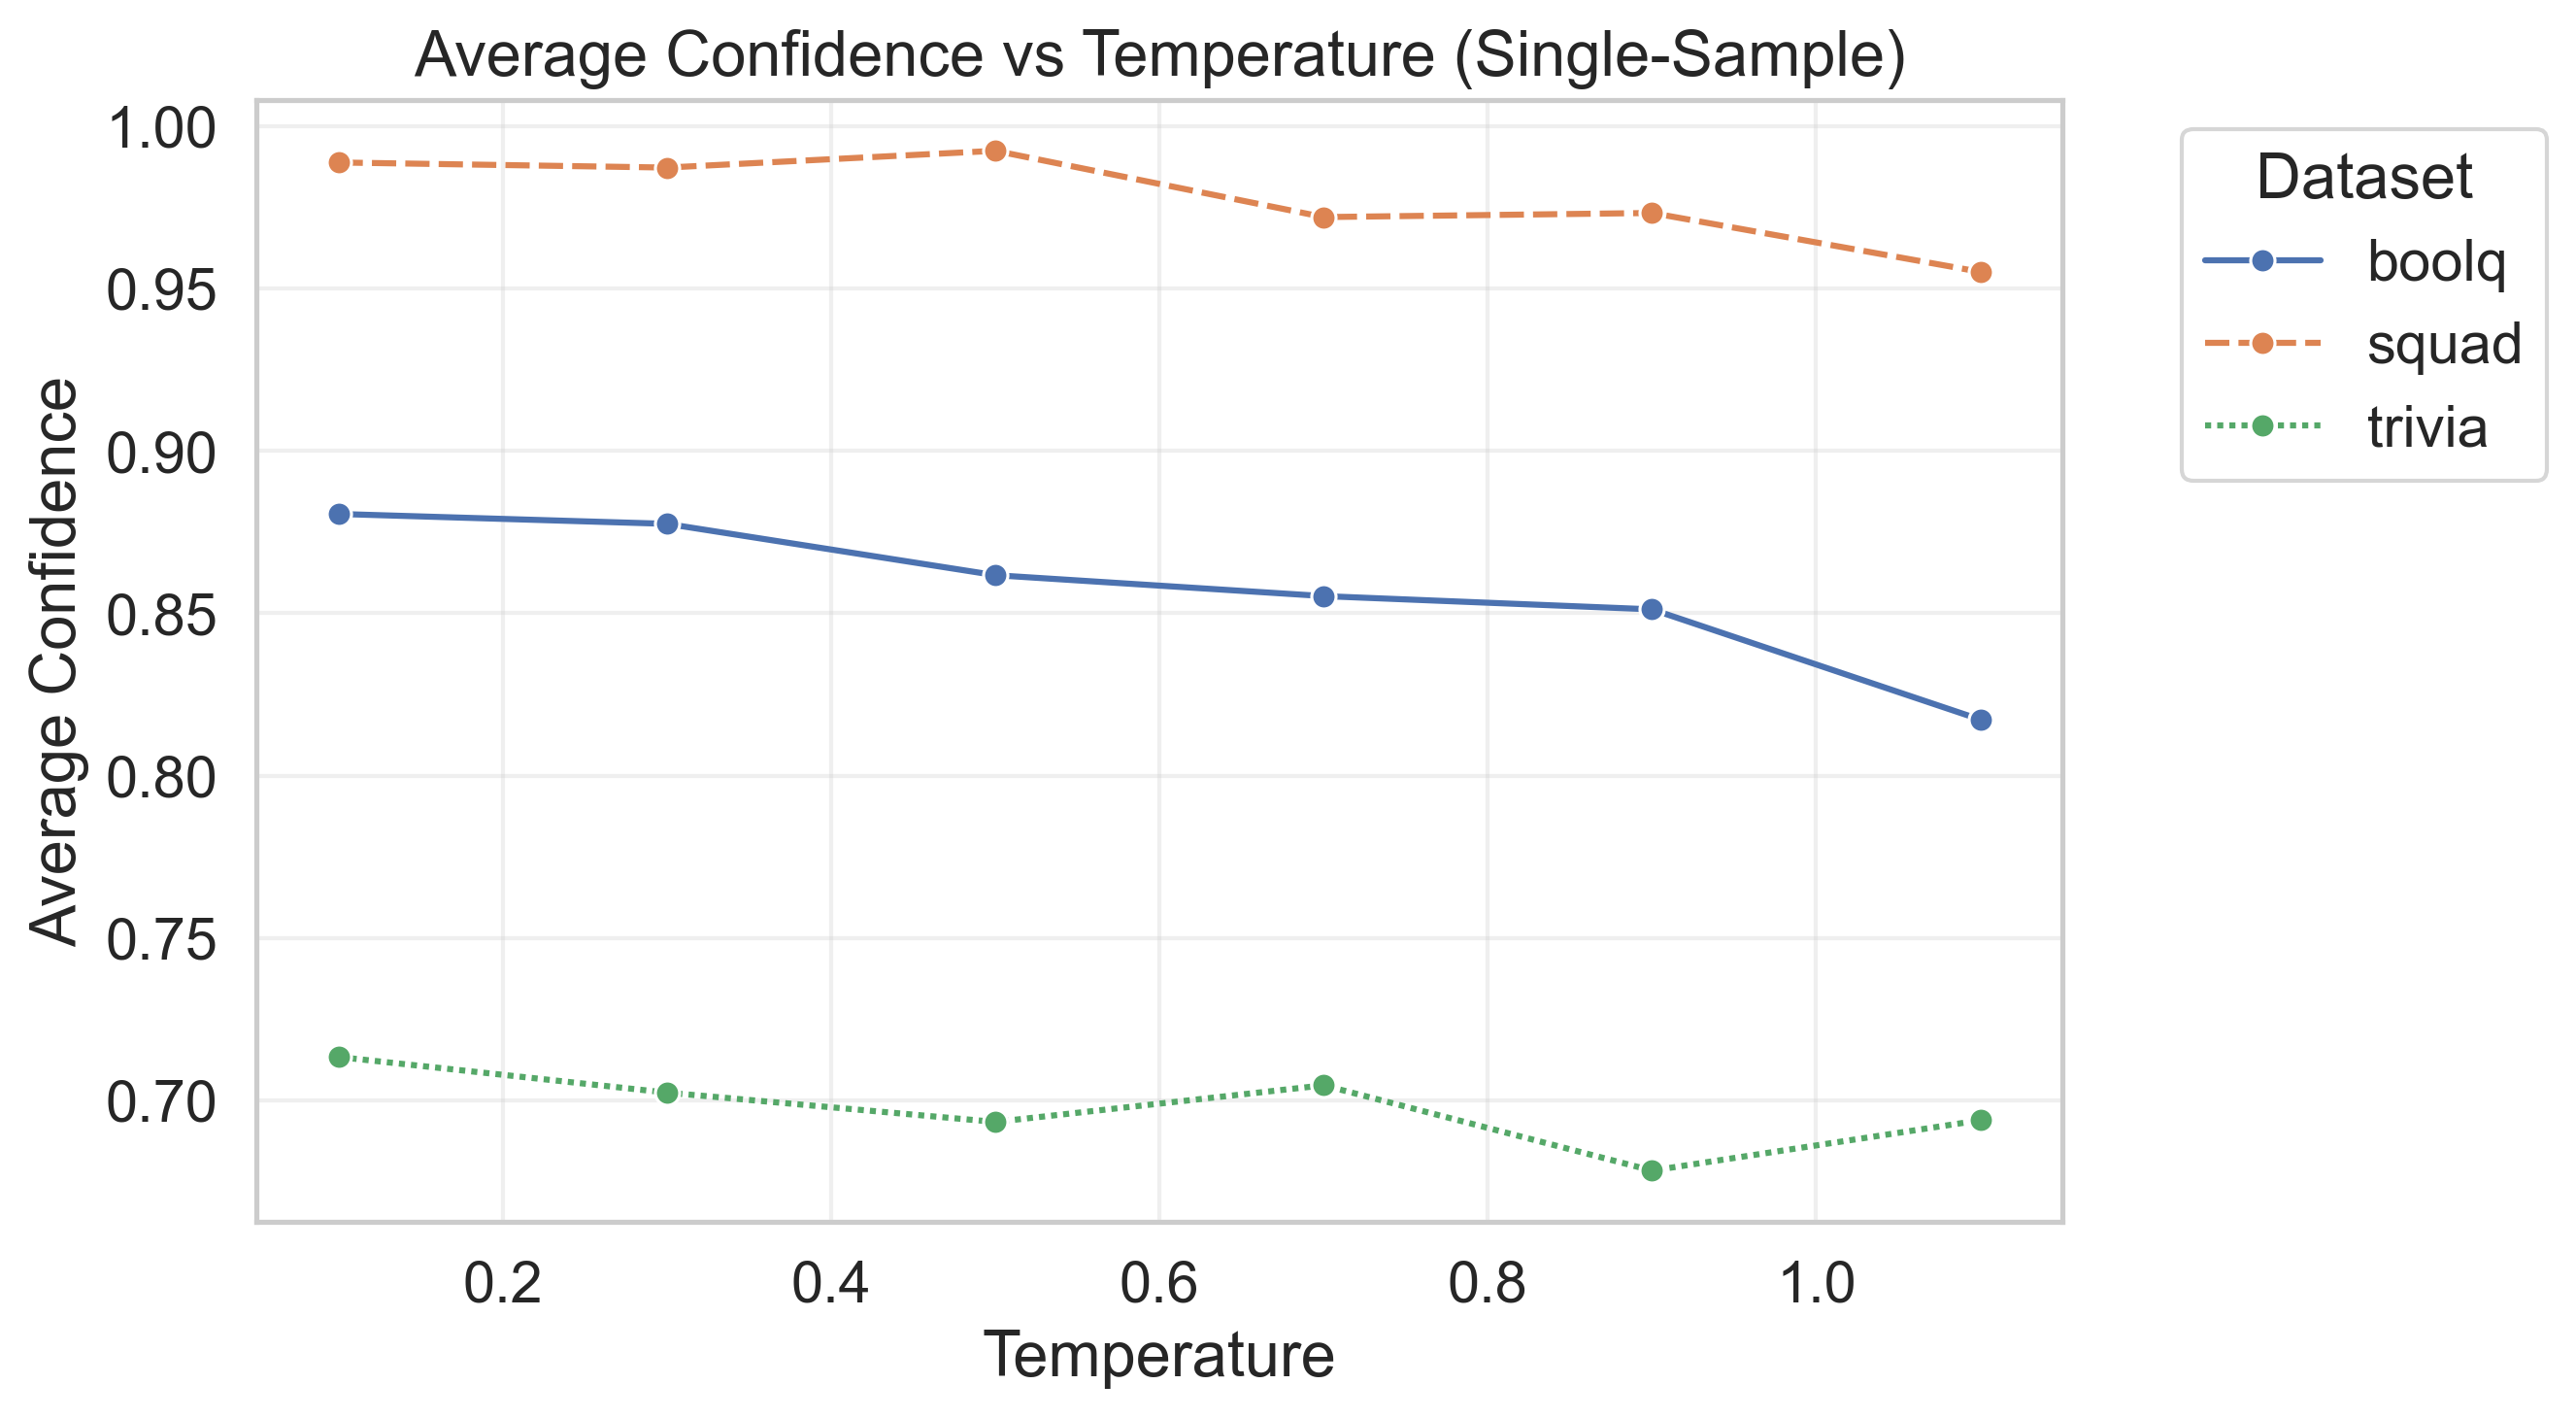 Average Confidence vs Temperature (Single-Sample)
1.00
0.95
0.90
0.85
0.80
0.75
0.70
Average Confidence
0.2 0.4 0.6 0.8 1.0
Temperature
Dataset
boolq
squad
trivia